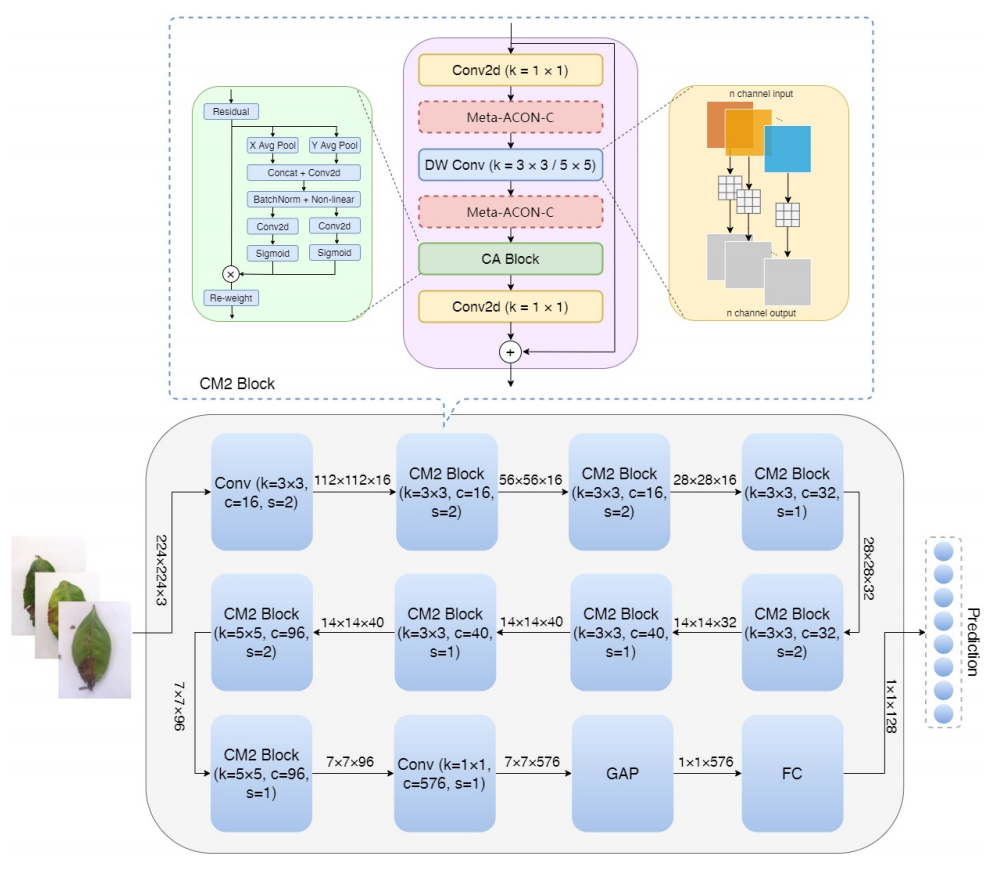 Conv2d (k = 1 × 1)
Meta-ACON-C
DW Conv (k = 3 × 3 / 5 × 5)
Meta-ACON-C
CA Block
Conv2d (k = 1 × 1)
+
Residual
X Avg Pool
Y Avg Pool
Concat + Conv2d
BatchNorm + Non-linear
Conv2d
Conv2d
Sigmoid
Sigmoid
×
Re-weight
n channel input
n channel output
CM2 Block
224×224×3
Conv (k=3×3,
c=16, s=2)
112×112×16
CM2 Block
(k=3×3, c=16,
s=2)
56×56×16
CM2 Block
(k=3×3, c=16,
s=2)
28×28×16
CM2 Block
(k=3×3, c=32,
s=1)
28×28×32
CM2 Block
(k=3×3, c=32,
s=2)
14×14×32
CM2 Block
(k=3×3, c=40,
s=1)
14×14×40
CM2 Block
(k=3×3, c=40,
s=1)
14×14×40
CM2 Block
(k=5×5, c=96,
s=2)
7×7×96
CM2 Block
(k=5×5, c=96,
s=1)
7×7×96
Conv (k=1×1,
c=576, s=1)
7×7×576
GAP
1×1×576
FC
1×1×128
Prediction